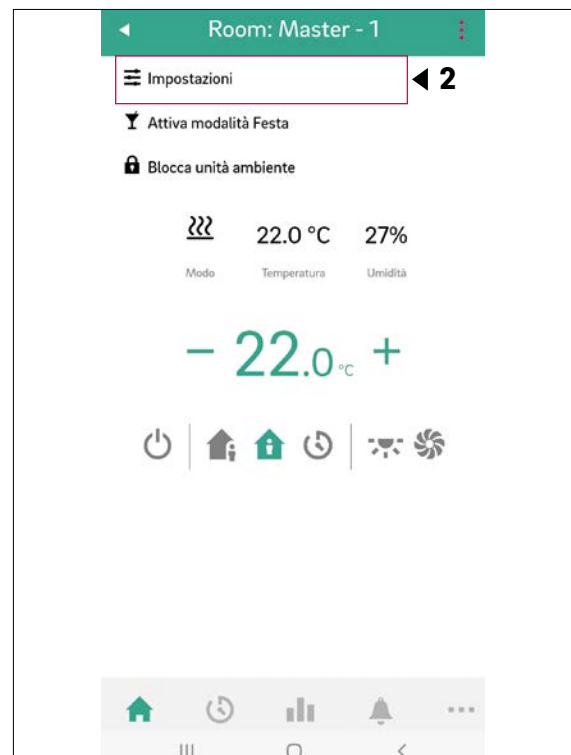 Room: Master - 1
Impostazioni
2
Attiva modalità Festa
Blocca unità ambiente
22.0 °C 27%
Modo Temperatura Umidità
− 22.0 °C +